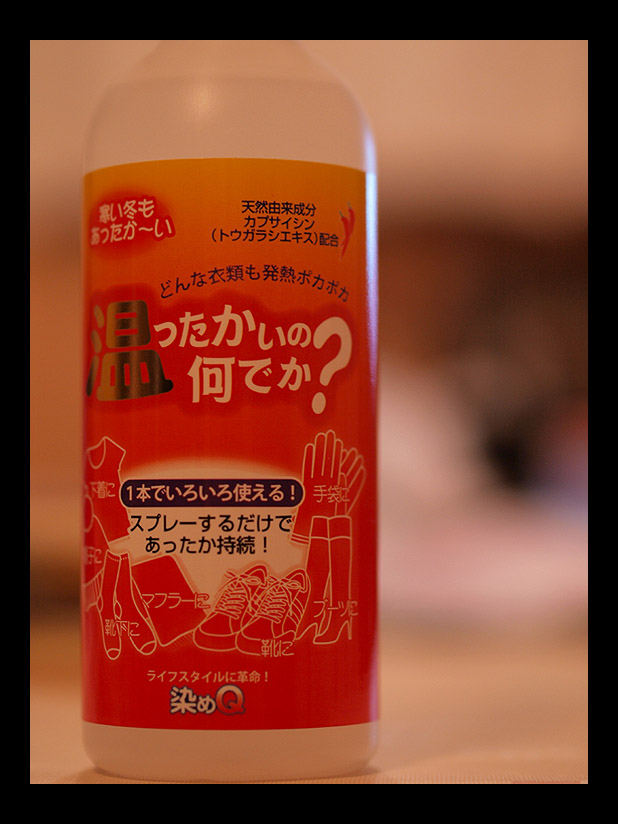 寒い冬も
あったか〜い
天然由来成分
カプサイシン
(トウガラシエキス)配合
どんな衣類も発熱ポカポカ
温ったかいの
何でか?
下着に
1本でいろいろ使える!
手袋に
スプレーするだけで
あったか持続!
マフラーに
ブーツに
靴下に
靴に
ライフスタイルに革命!
染めQ